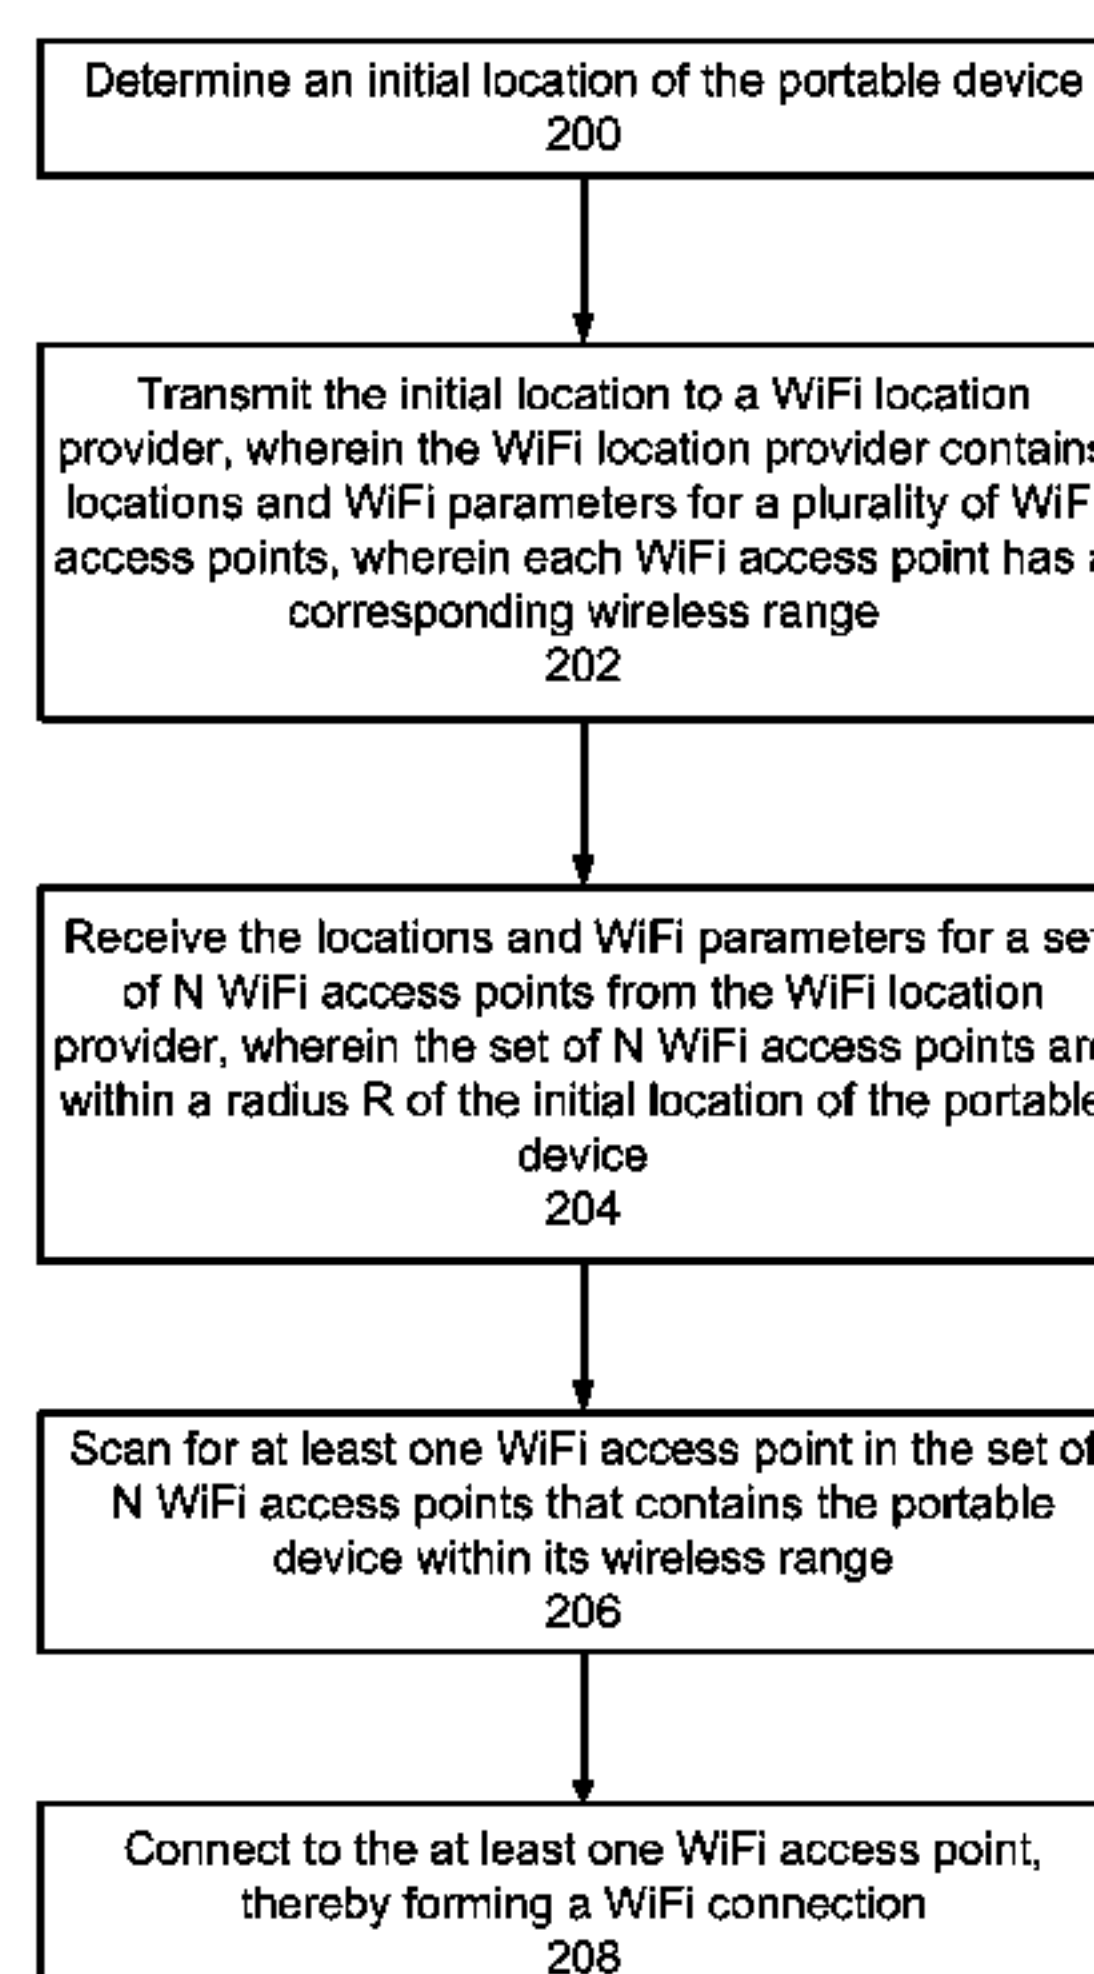 Determine an initial location of the portable device
200
Transmit the initial location to a WiFi location
provider, wherein the WiFi location provider contains
locations and WiFi parameters for a plurality of WiF
access points, wherein each WiFi access point has a
corresponding wireless range
202
Receive the locations and WiFi parameters for a set
of N WiFi access points from the WiFi location
provider, wherein the set of N WiFi access points are
within a radius R of the initial location of the portable
device
204
Scan for at least one WiFi access point in the set of
N WiFi access points that contains the portable
device within its wireless range
206
Connect to the at least one WiFi access point,
thereby forming a WiFi connection
208